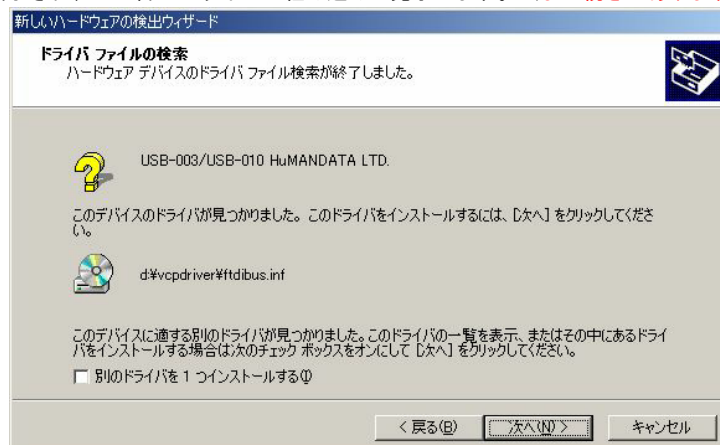 新しいハードウェアの検出ウィザード
ドライバ ファイルの検索
ハードウェア デバイスのドライバ ファイル検索が終了しました。
USB-003/USB-010 HuMANDATA LTD.
このデバイスのドライバが見つかりました。このドライバをインストールするには、[次へ] をクリックしてくださ
い。
d:¥vcpdriver¥ftdibus.inf
このデバイスに適する別のドライバが見つかりました。このドライバの一覧を表示、またはその中にあるドライ
バをインストールする場合は次のチェック ボックスをオンにして [次へ] をクリックしてください。
別のドライバを 1 つインストールする(I)
< 戻る(B)
次へ(N) >
キャンセル